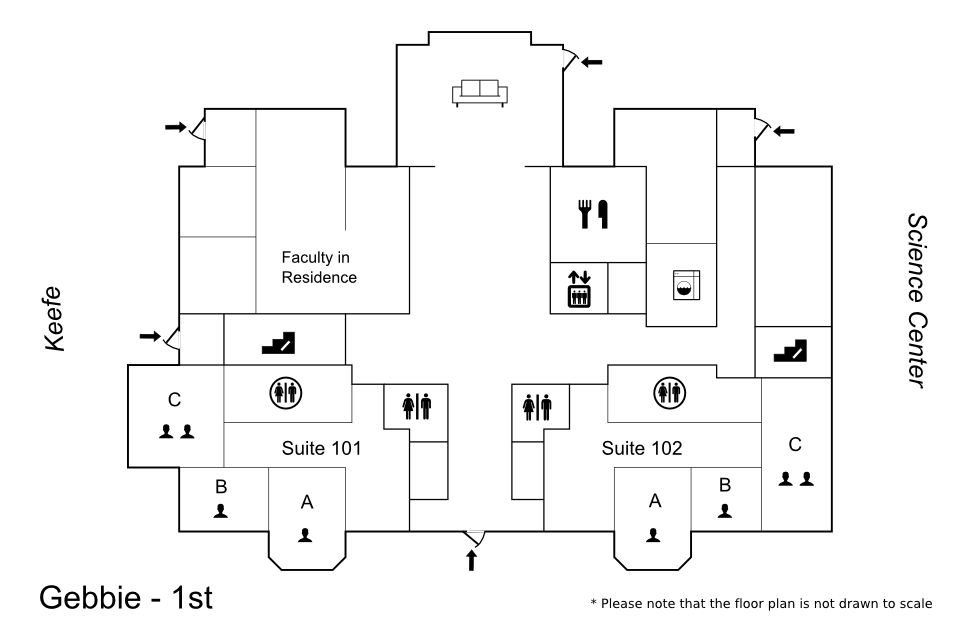 Faculty in
Residence
Keefe
Science Center
C
Suite 101
B
A
Suite 102
C
A
B
Gebbie - 1st
* Please note that the floor plan is not drawn to scale